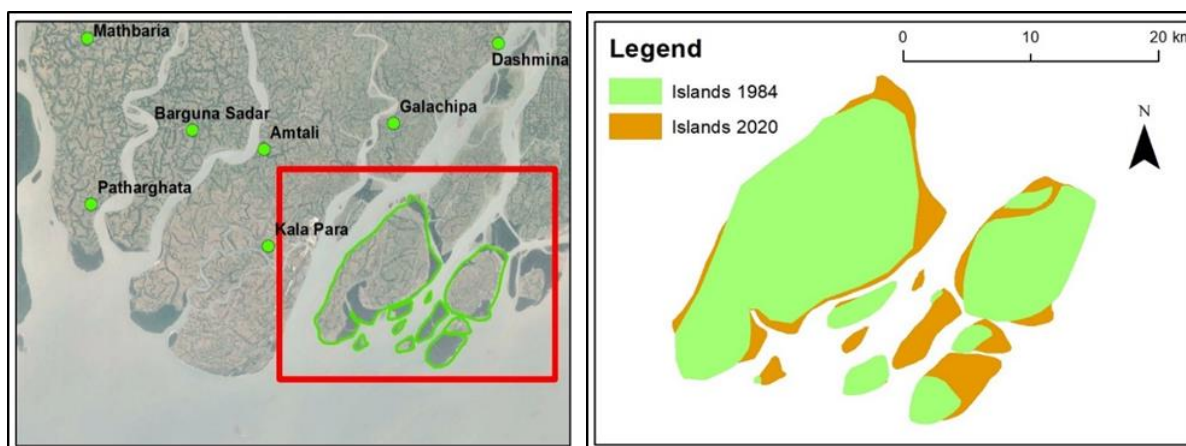 Mathbaria
Dashmina
Barguna Sadar
Galachipa
Amtali
Patharghata
Kala Para
Legend
Islands 1984
Islands 2020
0 10 20 km
N